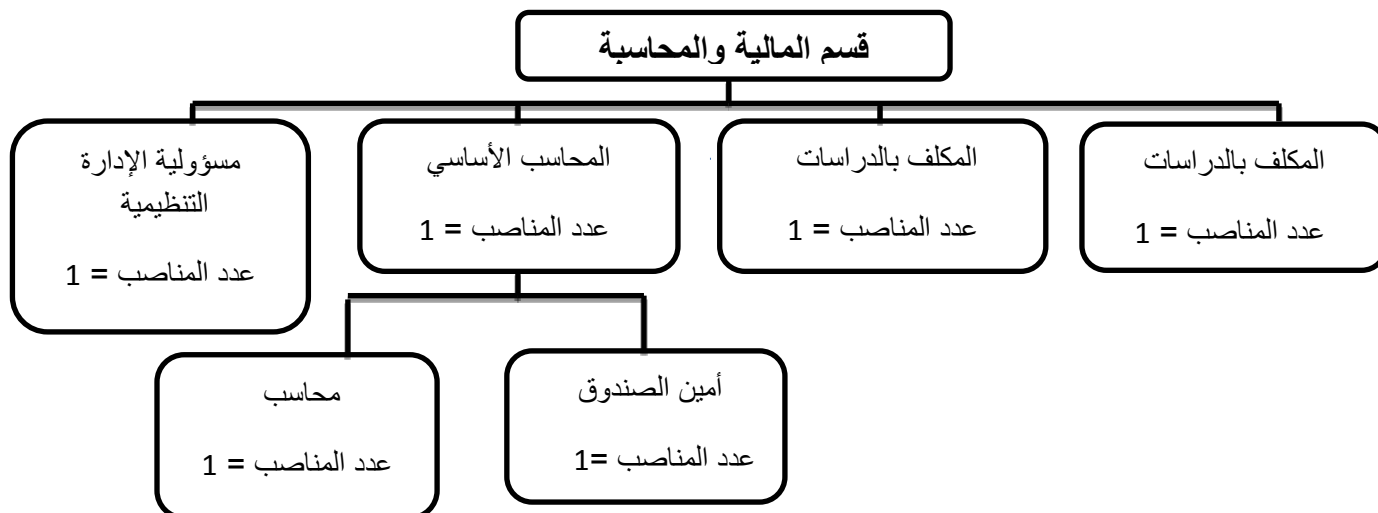 قسم المالية والمحاسبة
المكلف بالدراسات
عدد المناصب = 1
المكلف بالدراسات
عدد المناصب = 1
المحاسب الأساسي
عدد المناصب = 1
مسؤولية الإدارة
التنظيمية
عدد المناصب = 1
أمين الصندوق
عدد المناصب =1
محاسب
عدد المناصب = 1